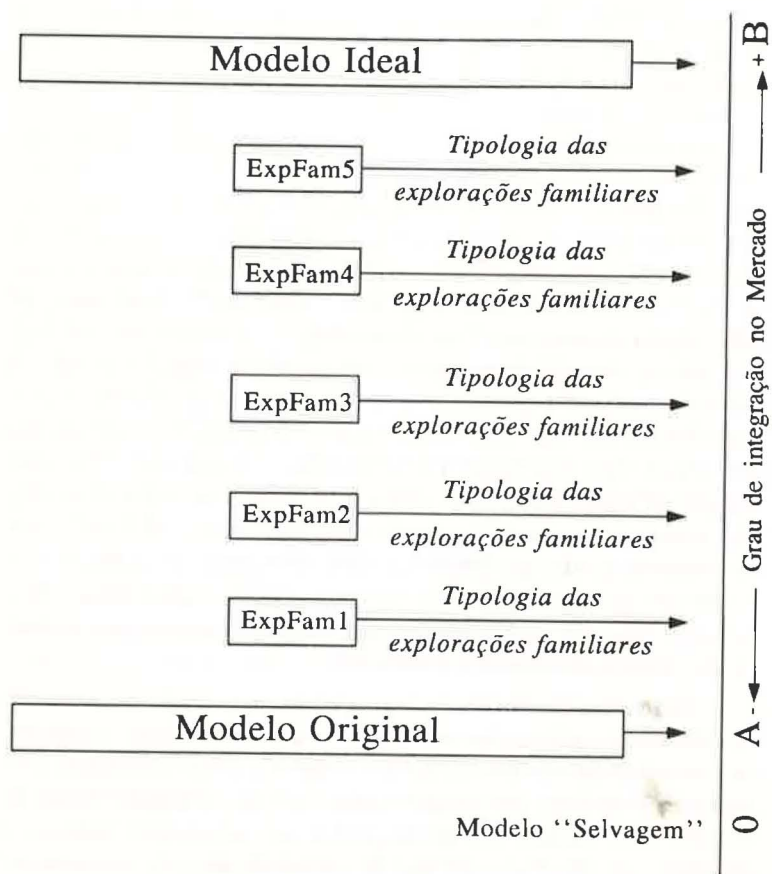 Modelo Ideal
ExpFam5
Tipologia das
explorações familiares
ExpFam4
Tipologia das
explorações familiares
ExpFam3
Tipologia das
explorações familiares
ExpFam2
Tipologia das
explorações familiares
ExpFam1
Tipologia das
explorações familiares
Modelo Original
Modelo “Selvagem”
0 A - Grau de integração no Mercado + B